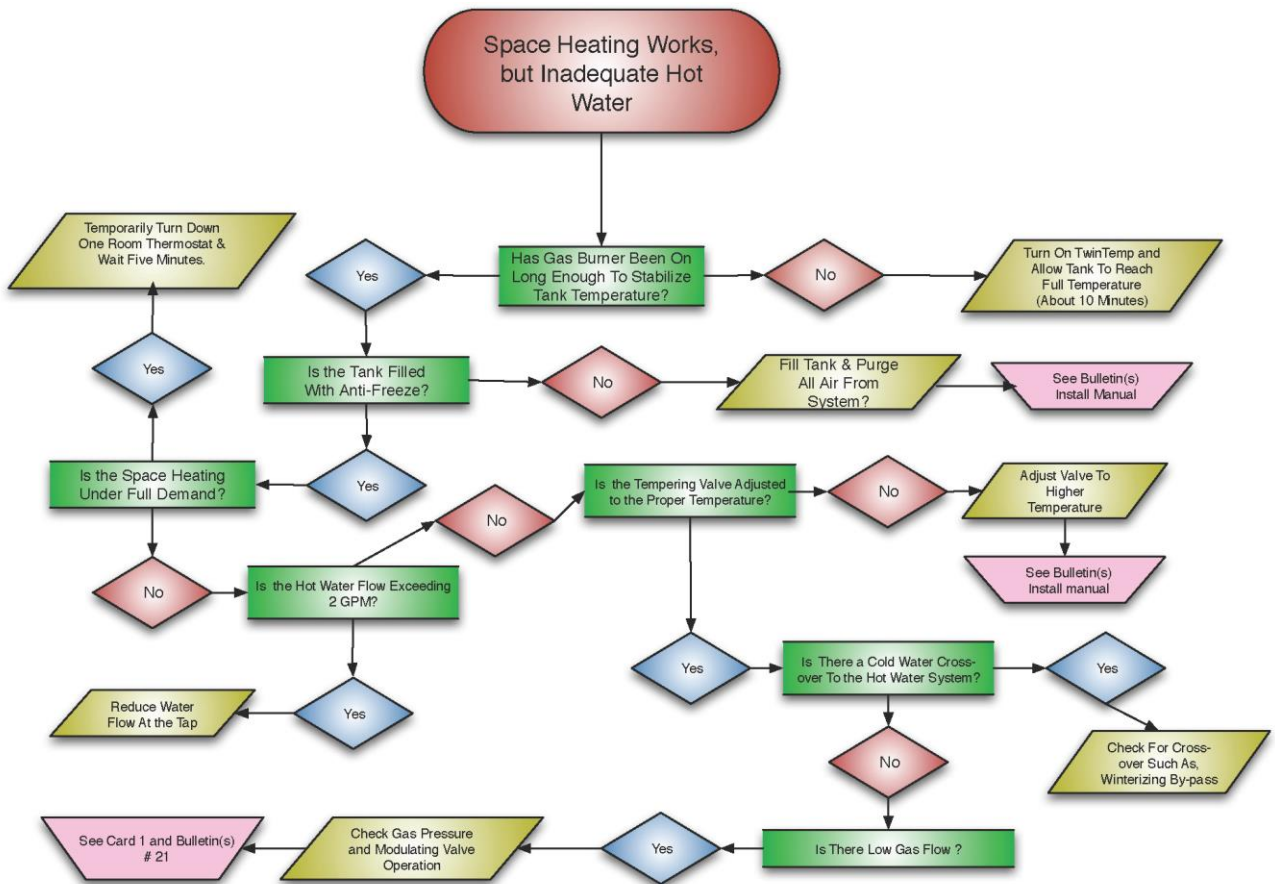 Space Heating Works,
but Inadequate Hot
Water
Temporarily Turn Down
One Room Thermostat &
Wait Five Minutes.
Yes
Has Gas Burner Been On
Long Enough To Stabilize
Tank Temperature?
No
Turn On TwinTemp and
Allow Tank To Reach
Full Temperature
(About 10 Minutes)
Yes
Is the Tank Filled
With Anti-Freeze?
No
Fill Tank & Purge
All Air From
System?
See Bulletin(s)
Install Manual
Is the Space Heating
Under Full Demand?
Yes
No
Is the Tempering Valve Adjusted
to the Proper Temperature?
No
Adjust Valve To
Higher
Temperature
See Bulletin(s)
Install manual
No
Is the Hot Water Flow Exceeding
2 GPM?
Yes
Is There a Cold Water Cross-
over To the Hot Water System?
Yes
Reduce Water
Flow At the Tap
Yes
No
Check For Cross-
over Such As,
Winterizing By-pass
See Card 1 and Bulletin(s)
# 21
Check Gas Pressure
and Modulating Valve
Operation
Yes
Is There Low Gas Flow ?